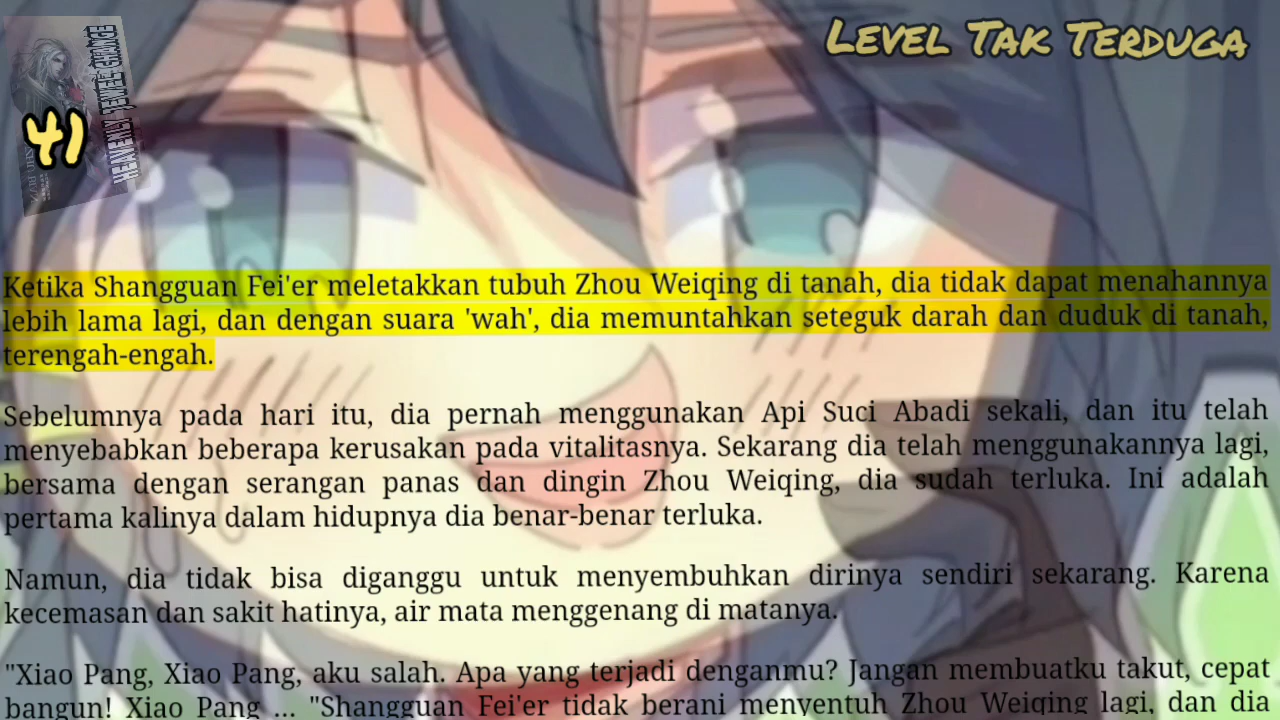 Level Tak Terduga
HEAVENLY JEWEL CHANGE
41
Ketika Shangguan Fei'er meletakkan tubuh Zhou Weiqing di tanah, dia tidak dapat menahannya
lebih lama lagi, dan dengan suara 'wah', dia memuntahkan seteguk darah dan duduk di tanah,
terengah-engah.
Sebelumnya pada hari itu, dia pernah menggunakan Api Suci Abadi sekali, dan itu telah
menyebabkan beberapa kerusakan pada vitalitasnya. Sekarang dia telah menggunakannya lagi,
bersama dengan serangan panas dan dingin Zhou Weiqing, dia sudah terluka. Ini adalah
pertama kalinya dalam hidupnya dia benar-benar terluka.
Namun, dia tidak bisa diganggu untuk menyembuhkan dirinya sendiri sekarang. Karena
kecemasan dan sakit hatinya, air mata menggenang di matanya.
"Xiao Pang, Xiao Pang, aku salah. Apa yang terjadi denganmu? Jangan membuatku takut, cepat
bangun! Xiao Pang ... "Shangguan Fei'er tidak berani menyentuh Zhou Weiqing lagi, dan dia